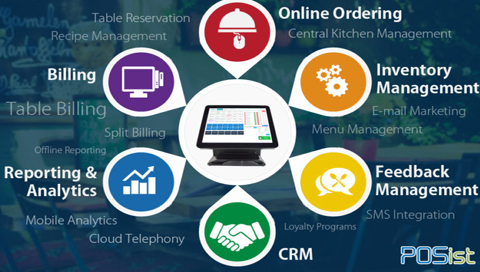 Table Reservation
Online Ordering
Recipe Management
Central Kitchen Management
Billing
Inventory
Management
Table Billing
E-mail Marketing
Split Billing
Menu Management
Offline Reporting
Reporting &
Analytics
Feedback
Management
Mobile Analytics
SMS Integration
Cloud Telephony
Loyalty Programs
CRM
POSist